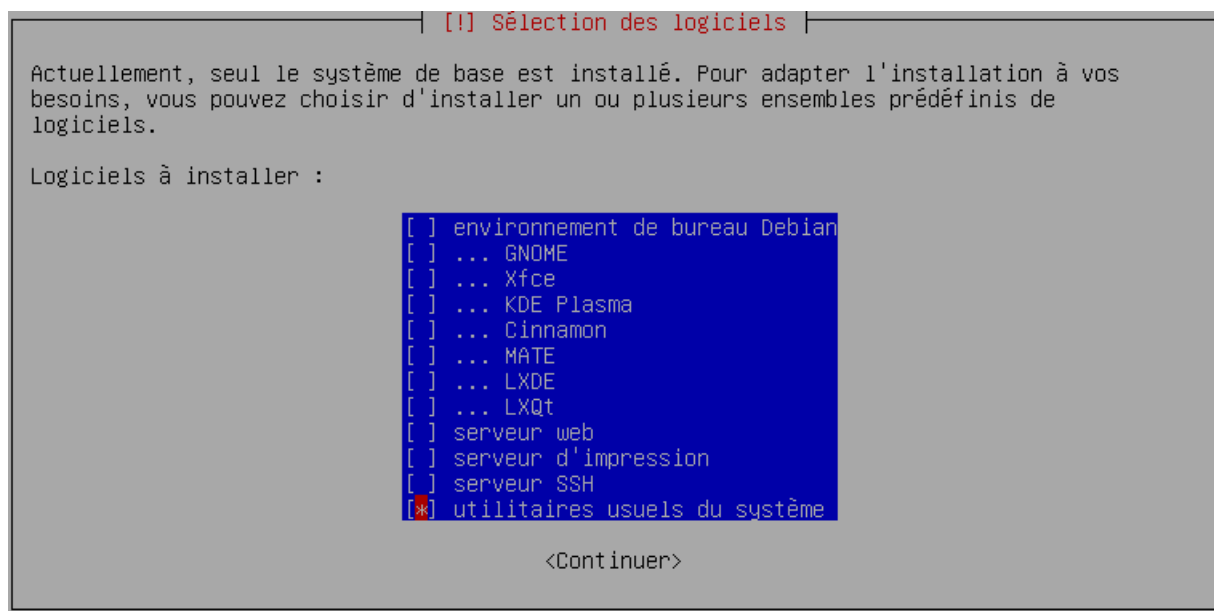 [!] Sélection des logiciels
Actuellement, seul le système de base est installé. Pour adapter l'installation à vos
besoins, vous pouvez choisir d'installer un ou plusieurs ensembles prédéfinis de
logiciels.
Logiciels à installer :
[ ] environnement de bureau Debian
[ ] ... GNOME
[ ] ... Xfce
[ ] ... KDE Plasma
[ ] ... Cinnamon
[ ] ... MATE
[ ] ... LXDE
[ ] ... LXQt
[ ] serveur web
[ ] serveur d'impression
[ ] serveur SSH
[*] utilitaires usuels du système
<Continuer>